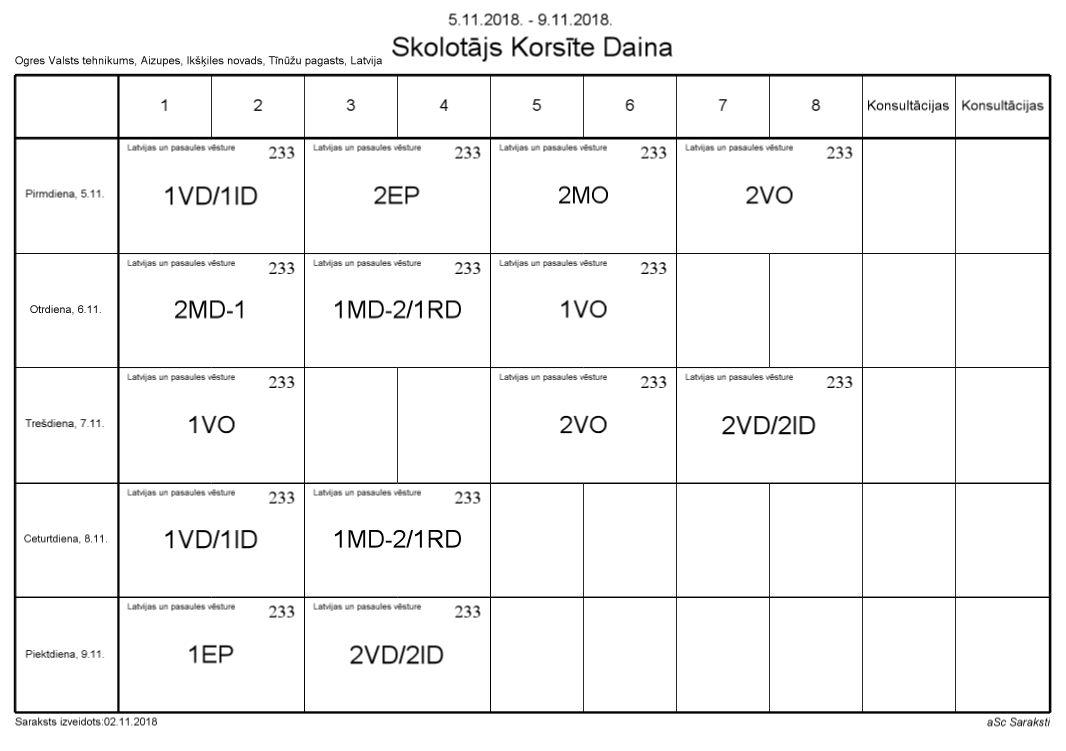 5.11.2018. - 9.11.2018.
Skolotājs Korsīte Daina
Ogres Valsts tehnikums, Aizupes, Ikšķiles novads, Tīnūžu pagasts, Latvija
1 2 3 4 5 6 7 8 Konsultācijas Konsultācijas
Latvijas un pasaules vēsture 233 Latvijas un pasaules vēsture 233 Latvijas un pasaules vēsture 233 Latvijas un pasaules vēsture 233
Pirmdiena, 5.11. 1VD/1ID 2EP 2MO 2VO
Latvijas un pasaules vēsture 233 Latvijas un pasaules vēsture 233 Latvijas un pasaules vēsture 233
Otrdiena, 6.11. 2MD-1 1MD-2/1RD 1VO
Latvijas un pasaules vēsture 233 Latvijas un pasaules vēsture 233 Latvijas un pasaules vēsture 233
Trešdiena, 7.11. 1VO 2VO 2VD/2ID
Latvijas un pasaules vēsture 233 Latvijas un pasaules vēsture 233
Ceturtdiena, 8.11. 1VD/1ID 1MD-2/1RD
Latvijas un pasaules vēsture 233 Latvijas un pasaules vēsture 233
Piektdiena, 9.11. 1EP 2VD/2ID
Saraksts izveidots:02.11.2018 aSc Saraksti